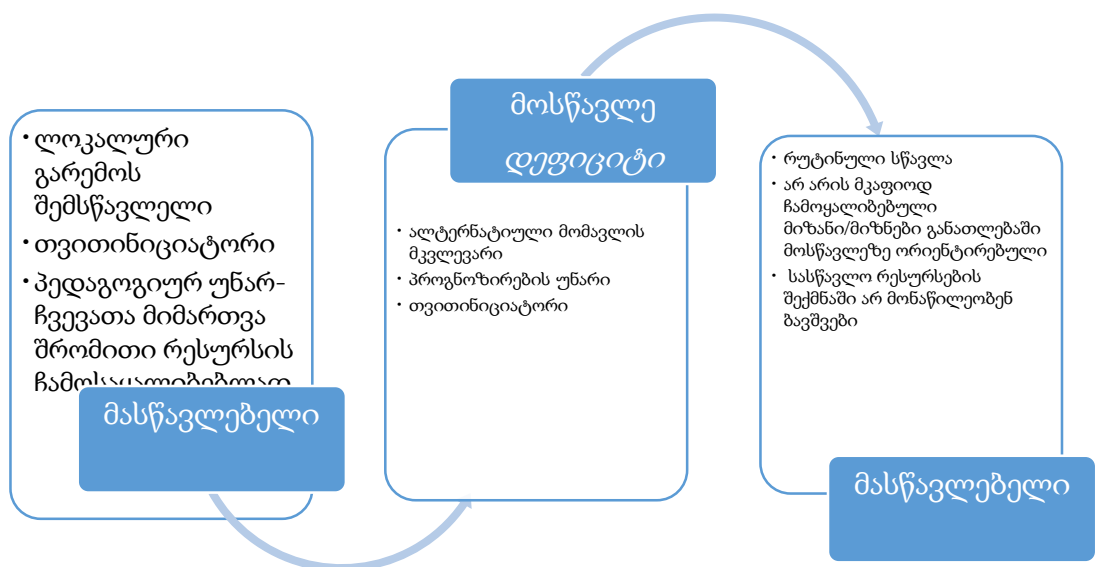 • ლოკალური
გარემოს
შემსწავლელი
• თვითინიციატორი
• პედაგოგიურ უნარ-
ჩვევათა მიმართვა
შრომითი რესურსის
მასწავლებელი
მოსწავლე
დეფიციტი
• ალტერნატიული მომავლის
მკვლევარი
• პროგნოზირების უნარი
• თვითინიციატორი
• რუტინული სწავლა
• არ არის მკაფიოდ
ჩამოყალიბებული
მიზანი/მიზნები განათლებაში
მოსწავლეზე ორიენტირებული
• სასწავლო რესურსების
შექმნაში არ მონაწილეობენ
ბავშვები
მასწავლებელი